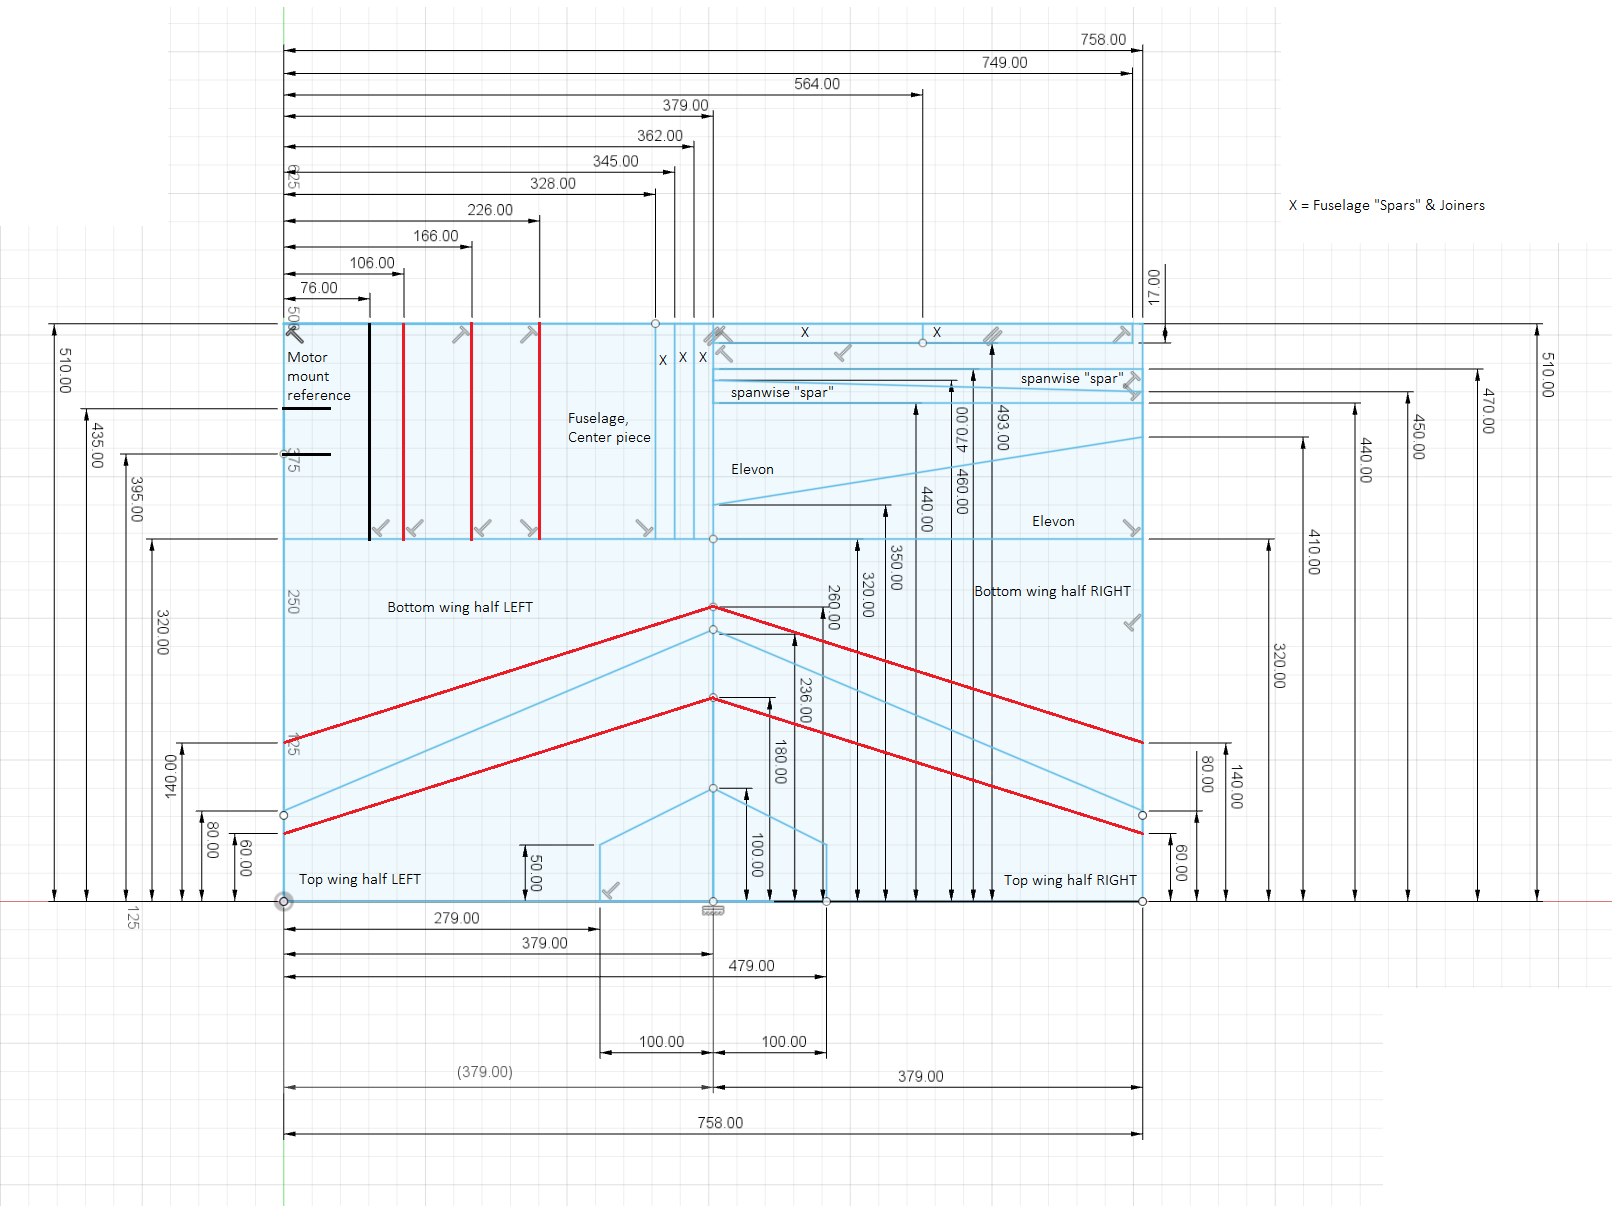 758.00
749.00
564.00
379.00
362.00
345.00
328.00
226.00
166.00
106.00
76.00
625
X = Fuselage "Spars" & Joiners
17.00
500
Motor
mount
reference
X
X
X
X
X
Fuselage,
Center piece
spanwise "spar"
spanwise "spar"
Elevon
Elevon
510.00
435.00
375
395.00
320.00
250
Bottom wing half LEFT
Bottom wing half RIGHT
470.00
493.00
460.00
440.00
350.00
320.00
260.00
236.00
180.00
100.00
510.00
470.00
450.00
440.00
410.00
320.00
140.00
80.00
60.00
125
140.00
80.00
60.00
50.00
Top wing half LEFT
Top wing half RIGHT
125
279.00
379.00
479.00
100.00
100.00
(379.00)
379.00
758.00